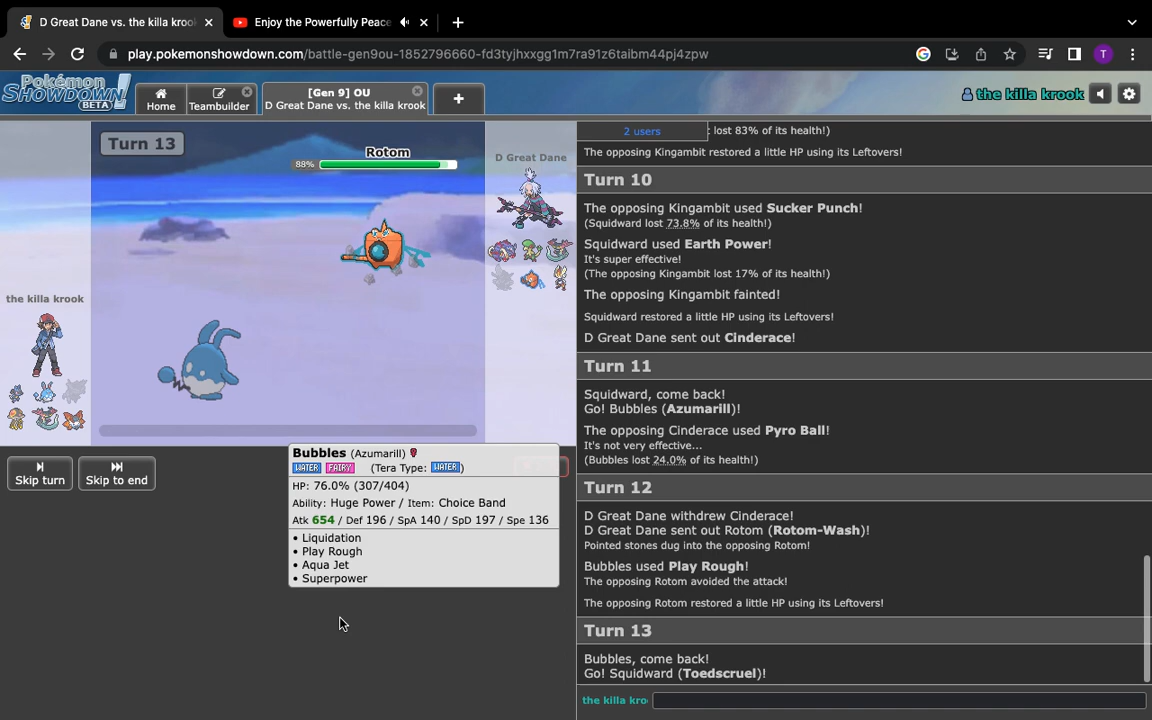 D Great Dane vs. the killa kroo
Enjoy the Powerfully Peace
play.pokemonshowdown.com/battle-gen9ou-1852796660-fd3tyjhxxgg1m7ra91z6taibm44pj4zpw
T
Pokémon
SHOWDOWN!
BETA
Home
Teambuilder
[Gen 9] OU
D Great Dane vs. the killa krook
the killa krook
Turn 13
Rotom
88%
D Great Dane
the killa krook
Skip turn
Skip to end
Bubbles (Azumarill)
WATER FAIRY (Tera Type: WATER)
HP: 76.0% (307/404)
Ability: Huge Power / Item: Choice Band
Atk 654 / Def 196 / SpA 140 / SpD 197 / Spe 136
• Liquidation
• Play Rough
• Aqua Jet
• Superpower
2 users
lost 83% of its health!)
The opposing Kingambit restored a little HP using its Leftovers!
Turn 10
The opposing Kingambit used Sucker Punch!
(Squidward lost 73.8% of its health!)
Squidward used Earth Power!
It's super effective!
(The opposing Kingambit lost 17% of its health!)
The opposing Kingambit fainted!
Squidward restored a little HP using its Leftovers!
D Great Dane sent out Cinderace!
Turn 11
Squidward, come back!
Go! Bubbles (Azumarill)!
The opposing Cinderace used Pyro Ball!
It's not very effective...
(Bubbles lost 24.0% of its health!)
Turn 12
D Great Dane withdrew Cinderace!
D Great Dane sent out Rotom (Rotom-Wash)!
Pointed stones dug into the opposing Rotom!
Bubbles used Play Rough!
The opposing Rotom avoided the attack!
The opposing Rotom restored a little HP using its Leftovers!
Turn 13
Bubbles, come back!
Go! Squidward (Toedscruel)!
the killa kro